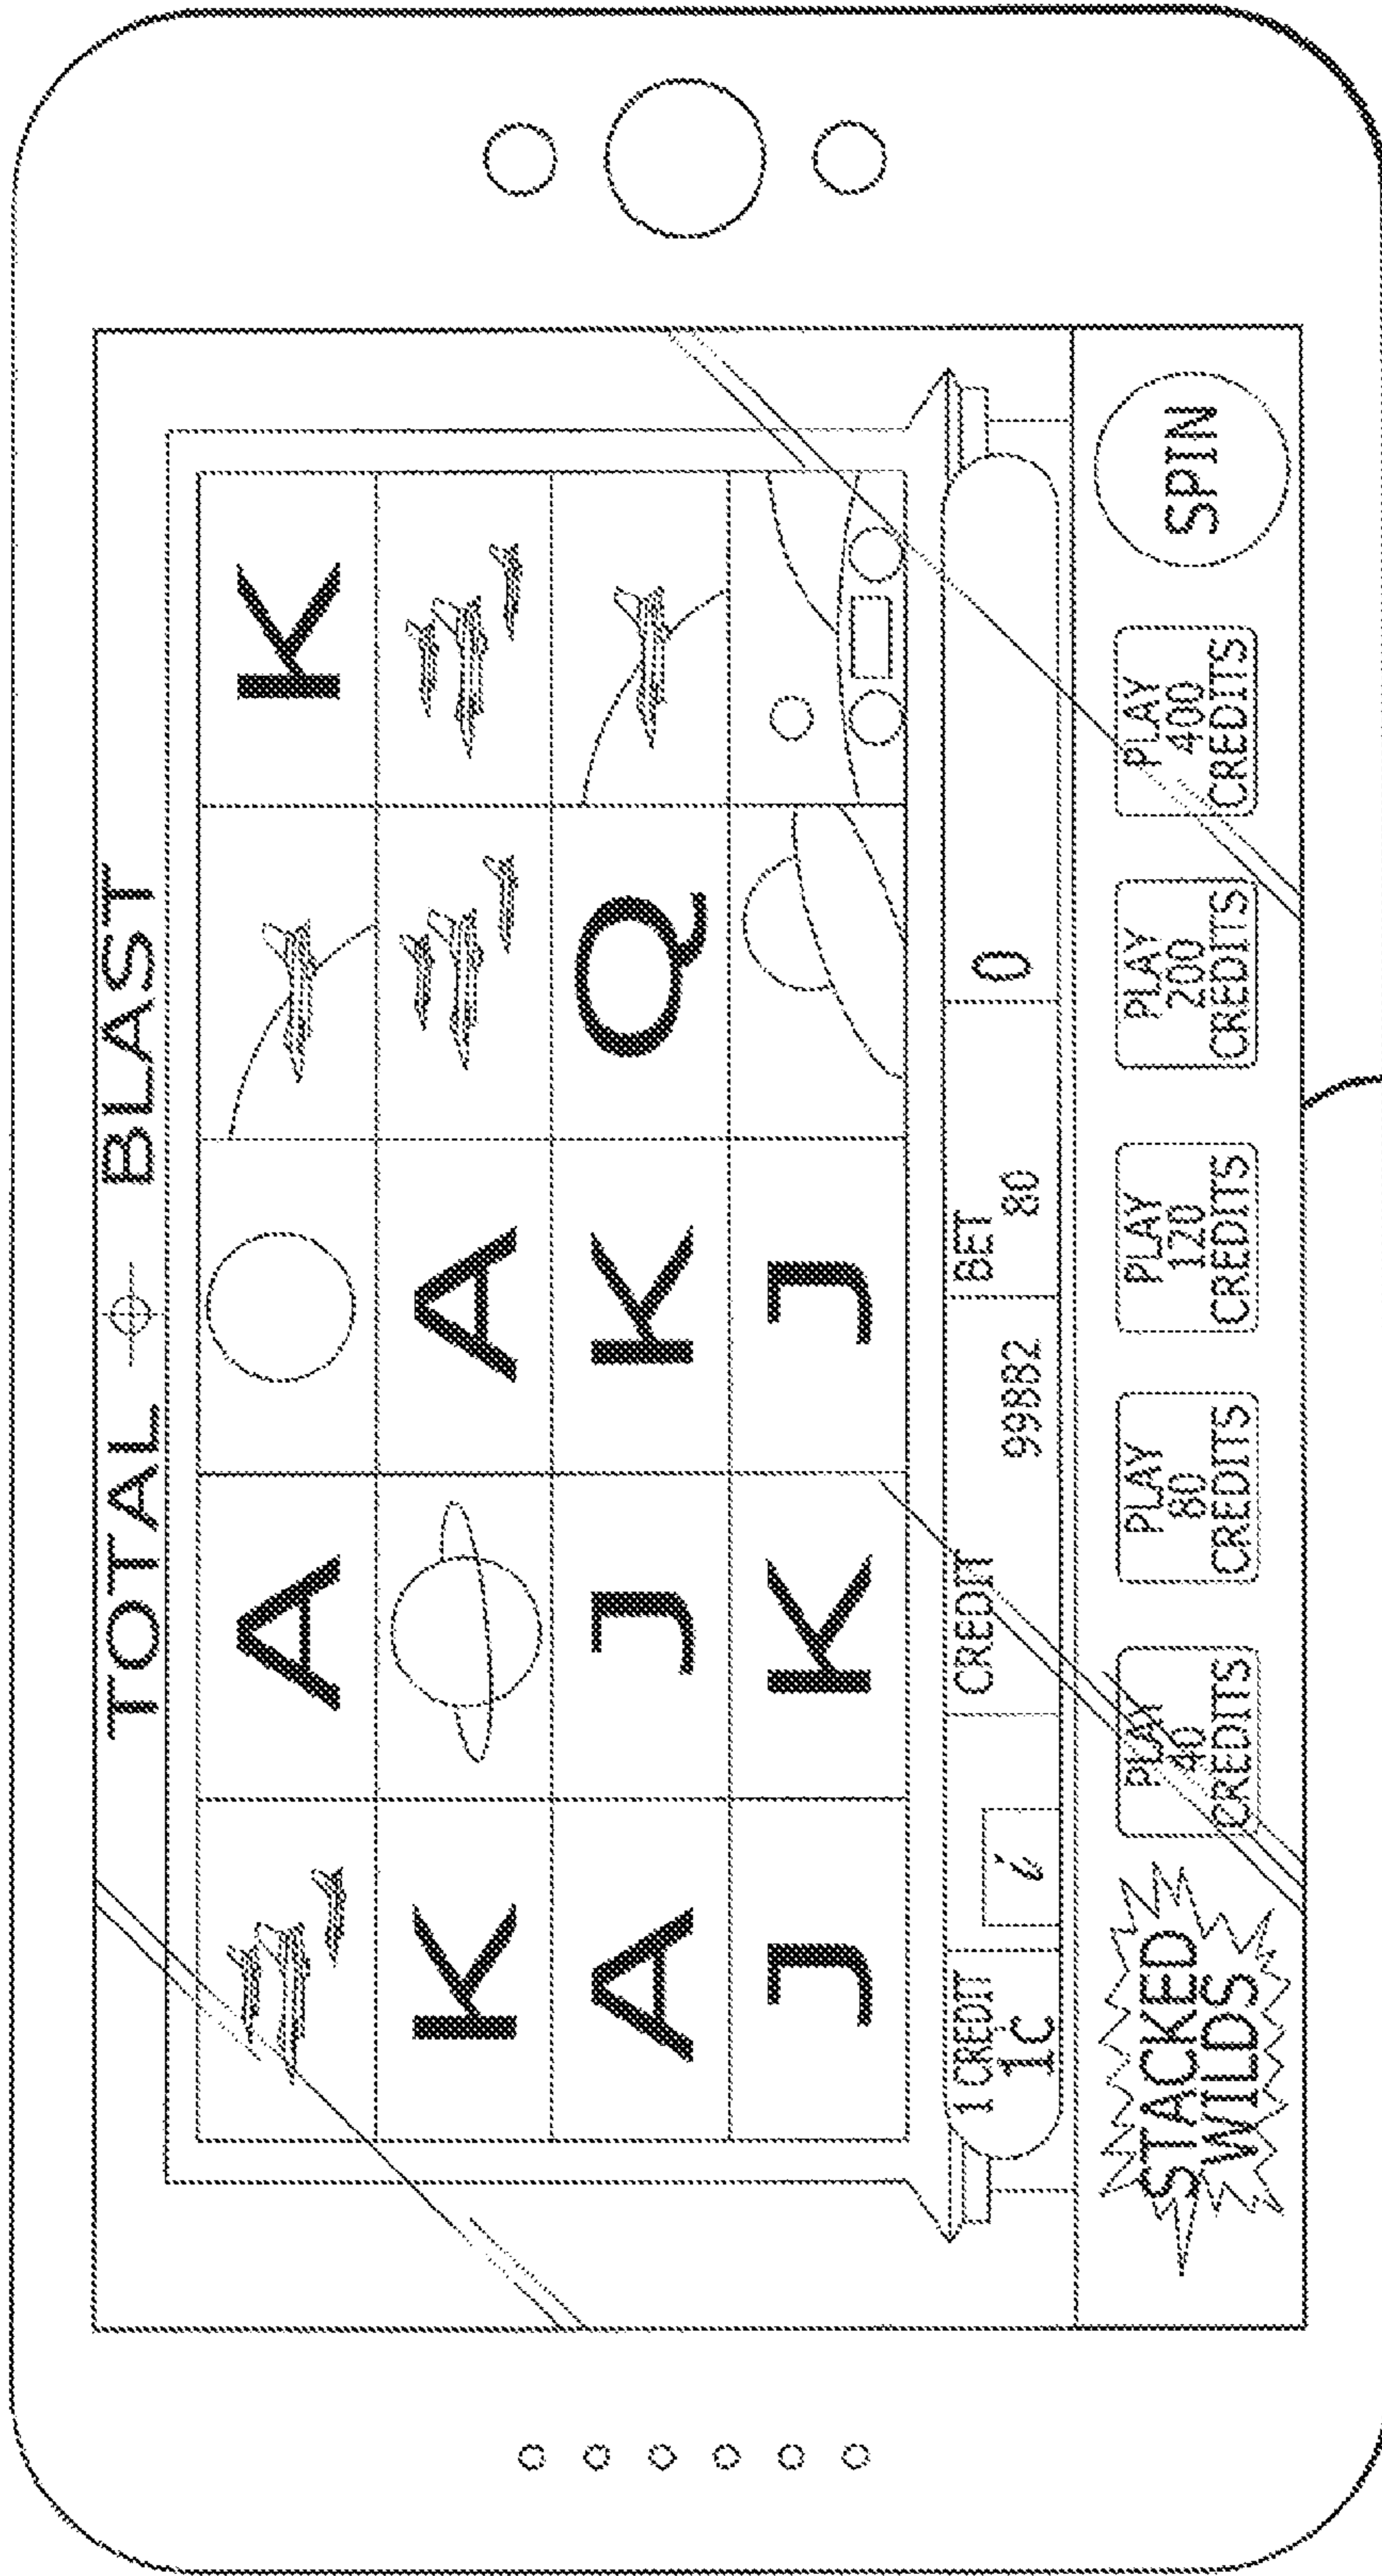 TOTAL BLAST
A K
K A
A J K Q
J K J
1 CREDIT
1C
i
CREDIT
99882
BET
80
0
STACKED
WILDS
PLAY
40
CREDITS
PLAY
80
CREDITS
PLAY
120
CREDITS
PLAY
200
CREDITS
PLAY
400
CREDITS
SPIN